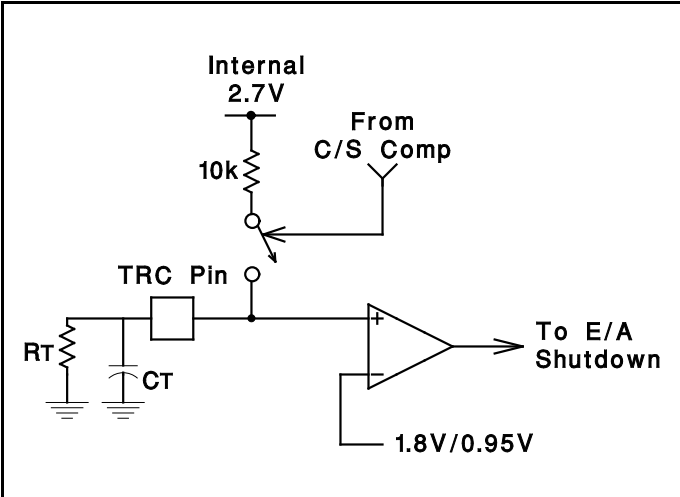 Internal
2.7V
From
C/S Comp
10k
TRC Pin
+
−
RT
CT
To E/A
Shutdown
1.8V/0.95V